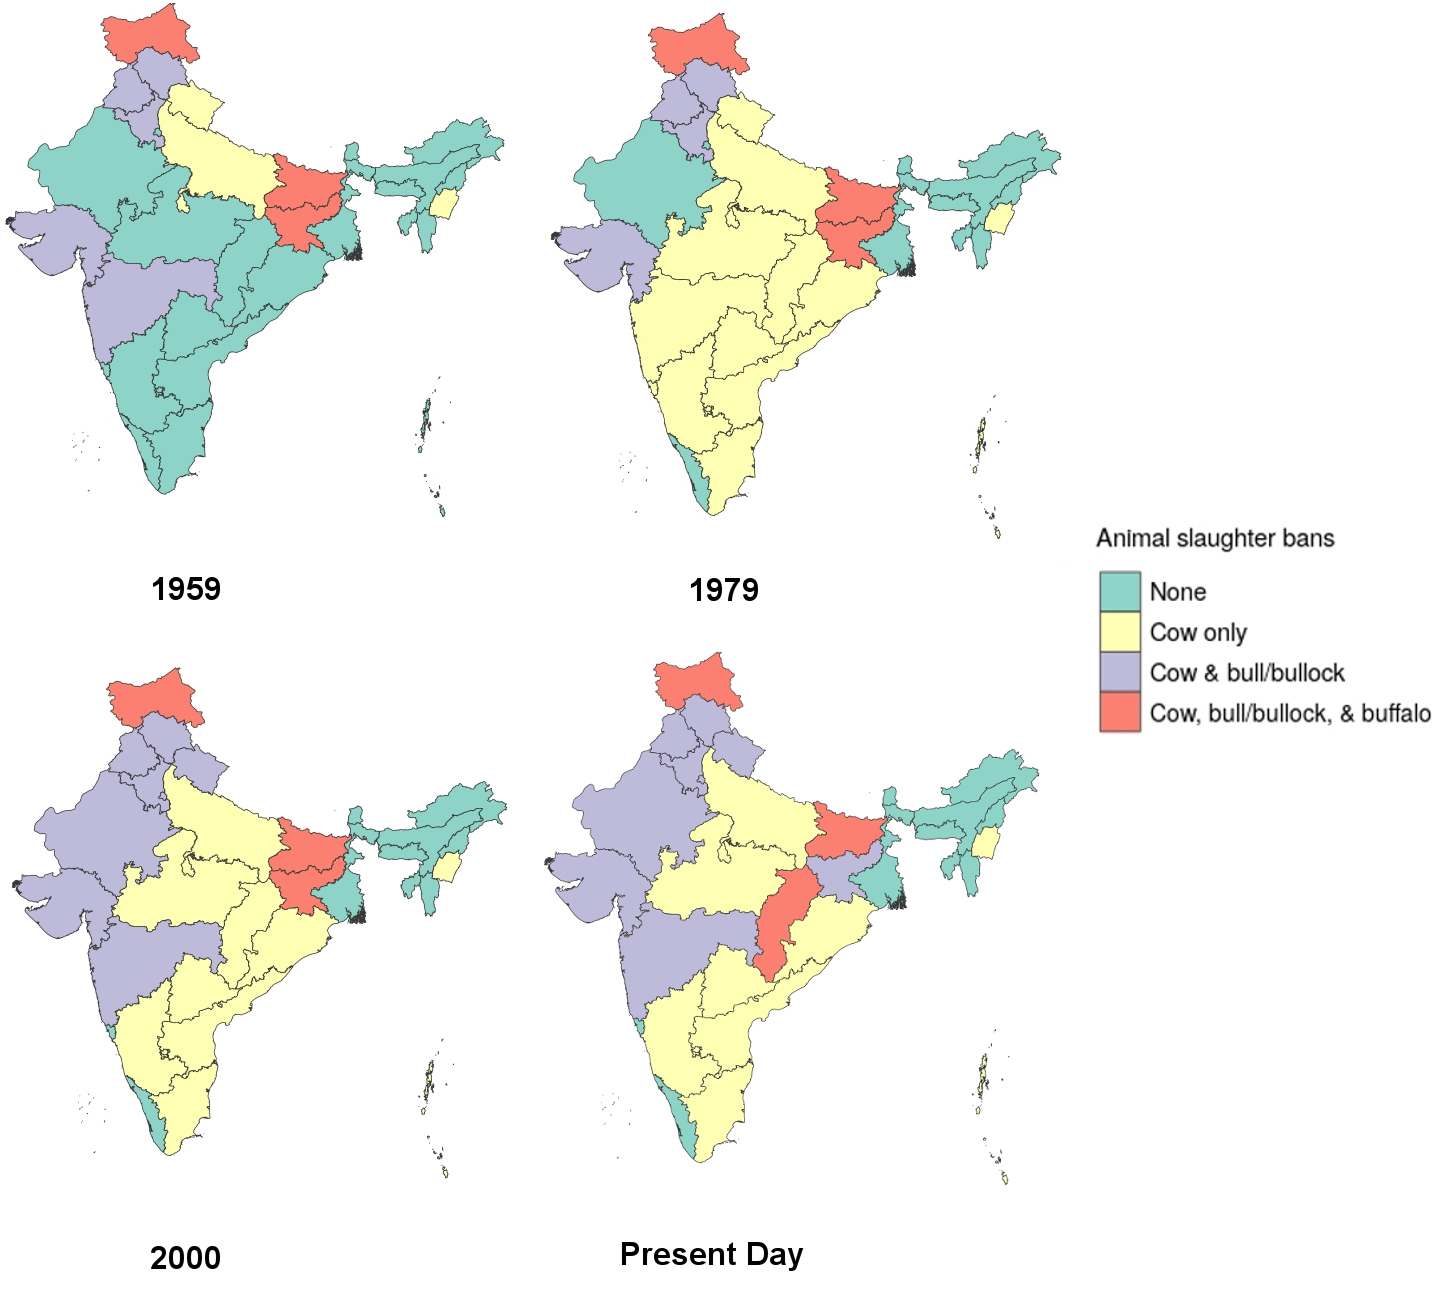 1959
1979
Animal slaughter bans
None
Cow only
Cow & bull/bullock
Cow, bull/bullock, & buffalo
2000
Present Day